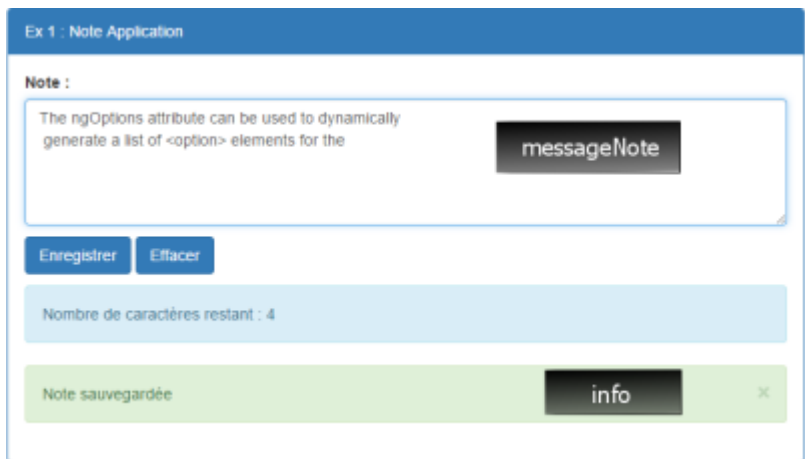 Ex 1 : Note Application
Note :
The ngOptions attribute can be used to dynamically
generate a list of <option> elements for the
messageNote
Enregistrer Effacer
Nombre de caractères restant : 4
Note sauvegardée info ×